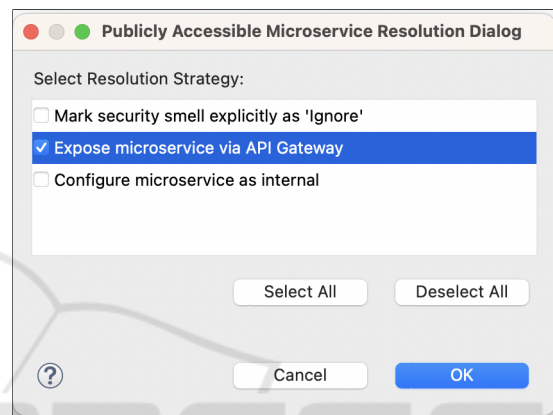 Publicly Accessible Microservice Resolution Dialog
Select Resolution Strategy:
Mark security smell explicitly as 'Ignore'
Expose microservice via API Gateway
Configure microservice as internal
Select All Deselect All
? Cancel OK